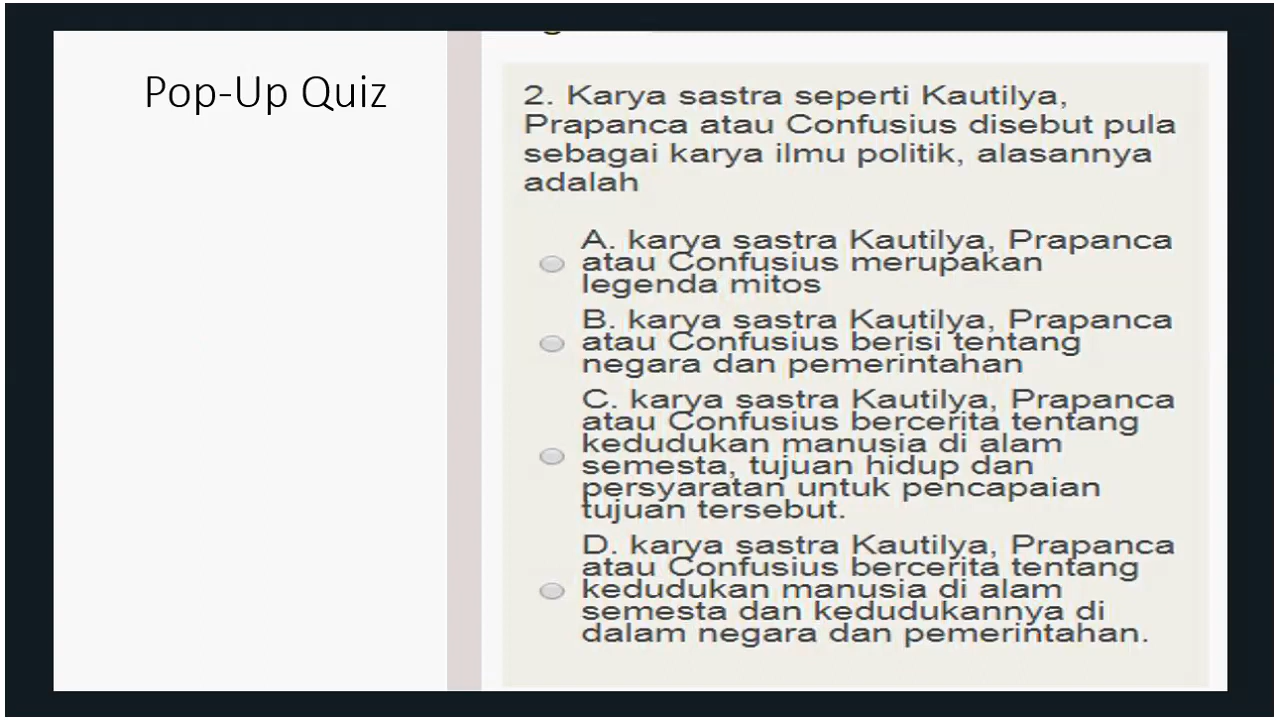 Pop-Up Quiz
2. Karya sastra seperti Kautilya,
Prapanca atau Confusius disebut pula
sebagai karya ilmu politik, alasannya
adalah
A. karya sastra Kautilya, Prapanca
atau Confusius merupakan
legenda mitos
B. karya sastra Kautilya, Prapanca
atau Confusius berisi tentang
negara dan pemerintahan
C. karya sastra Kautilya, Prapanca
atau Confusius bercerita tentang
kedudukan manusia di alam
semesta, tujuan hidup dan
persyaratan untuk pencapaian
tujuan tersebut.
D. karya sastra Kautilya, Prapanca
atau Confusius bercerita tentang
kedudukan manusia di alam
semesta dan kedudukannya di
dalam negara dan pemerintahan.